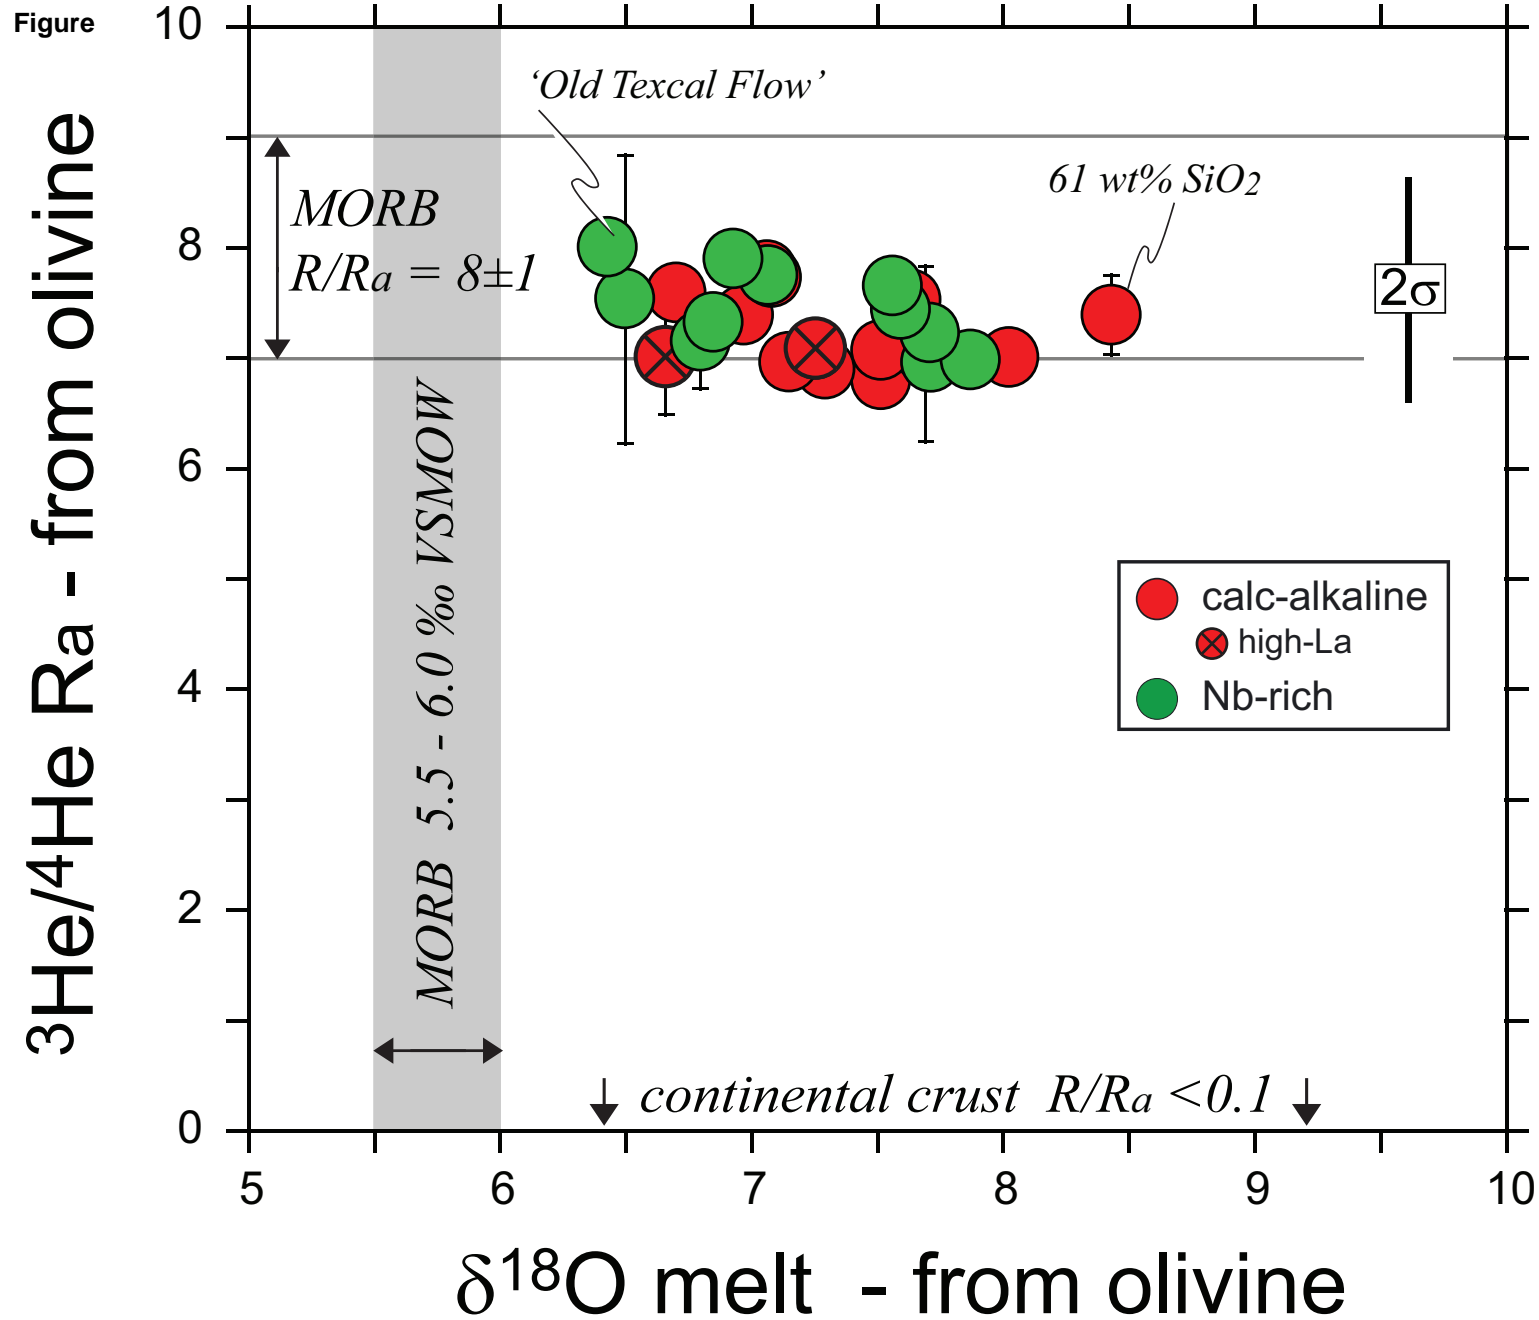 Figure
10
8
6
4
2
0
5
6
7
8
9
10
³He/⁴He Ra - from olivine
δ¹⁸O melt - from olivine
'Old Texcal Flow'
61 wt% SiO₂
MORB
R/Ra = 8±1
2σ
MORB 5.5 - 6.0 ‰ VSMOW
calc-alkaline
high-La
Nb-rich
continental crust R/Ra <0.1